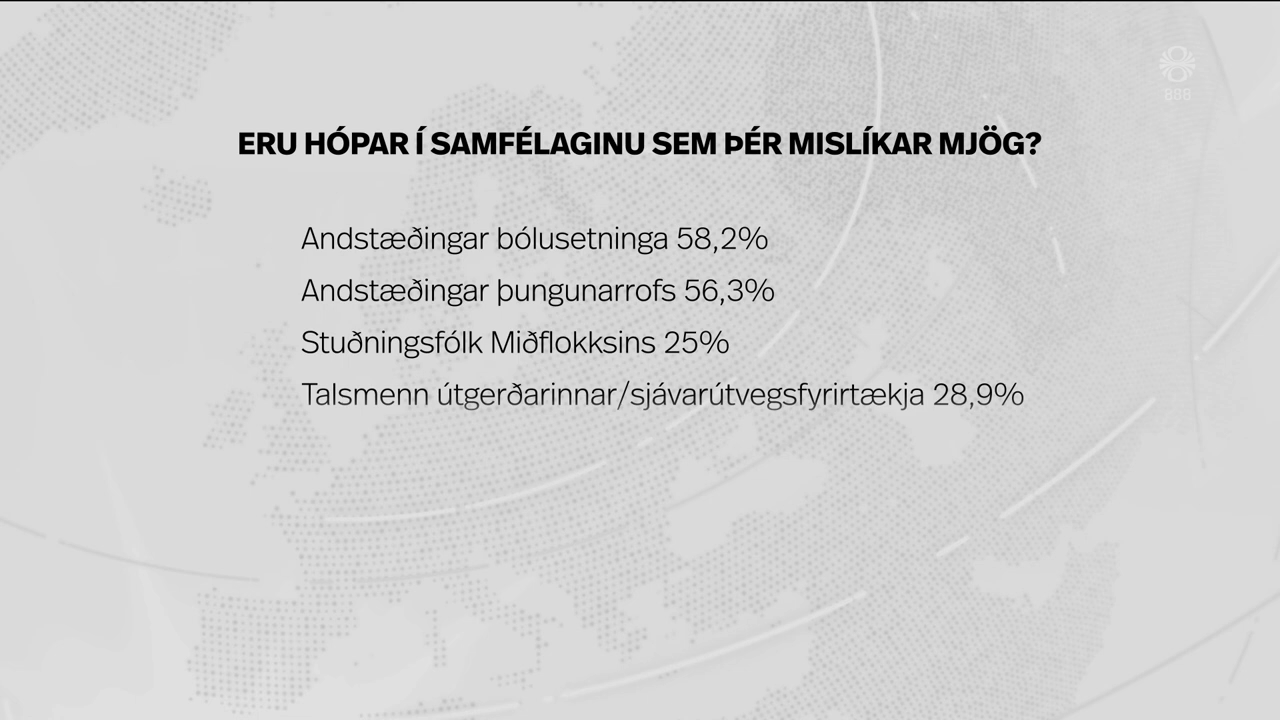 888
ERU HÓPAR Í SAMFÉLAGINU SEM ÞÉR MISLÍKAR MJÖG?
Andstæðingar bólusetninga 58,2%
Andstæðingar þungunarrofs 56,3%
Stuðningsfólk Miðflokksins 25%
Talsmenn útgerðarinnar/sjávarútvegsfyrirtækja 28,9%